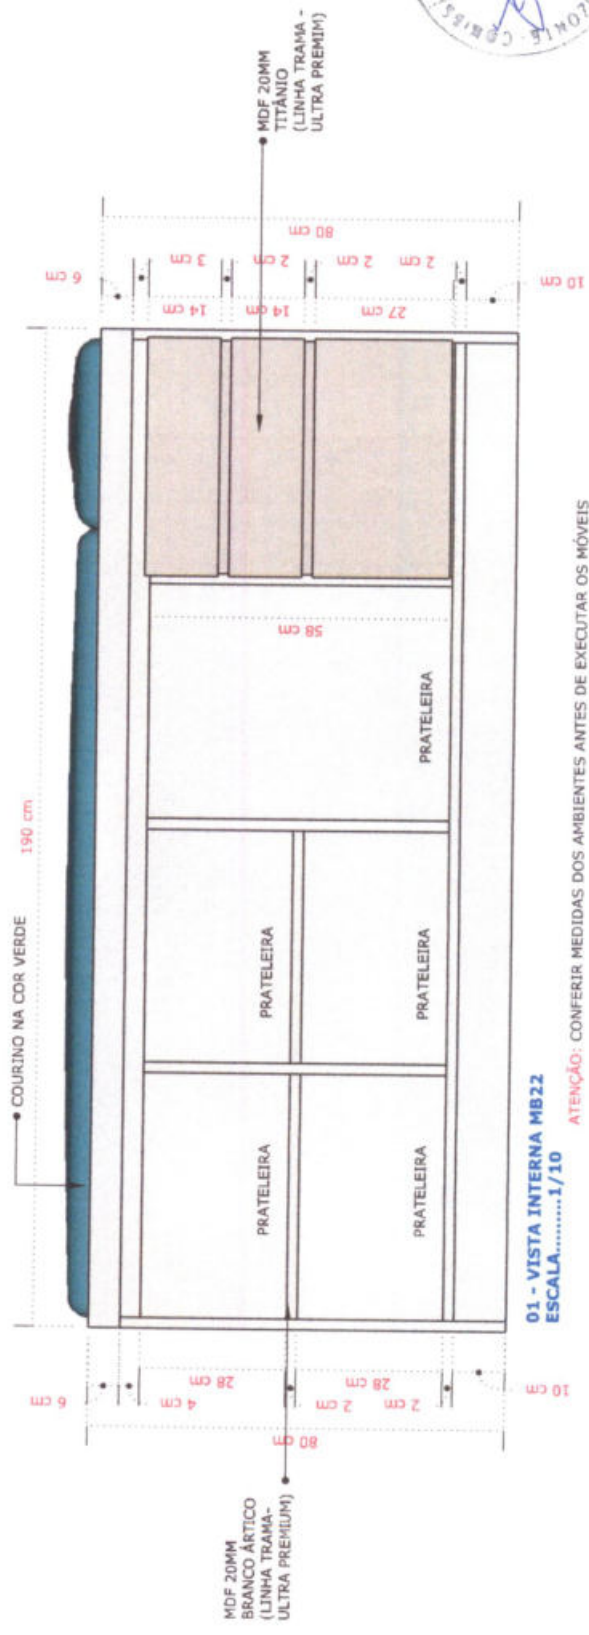 COURINO NA COR VERDE
190 cm
MDF 20MM
BRANCO ÁRTICO
(LINHA TRAMA-
ULTRA PREMIUM)
6 cm
4 cm
28 cm
2 cm
28 cm
2 cm
10 cm
80 cm
PRATELEIRA
PRATELEIRA
PRATELEIRA
PRATELEIRA
PRATELEIRA
58 cm
6 cm
3 cm
14 cm
2 cm
14 cm
2 cm
27 cm
2 cm
10 cm
80 cm
MDF 20MM
TITÂNIO
(LINHA TRAMA -
ULTRA PREMIM)
01 - VISTA INTERNA MB22
ESCALA.........1/10
ATENÇÃO: CONFERIR MEDIDAS DOS AMBIENTES ANTES DE EXECUTAR OS MÓVEIS